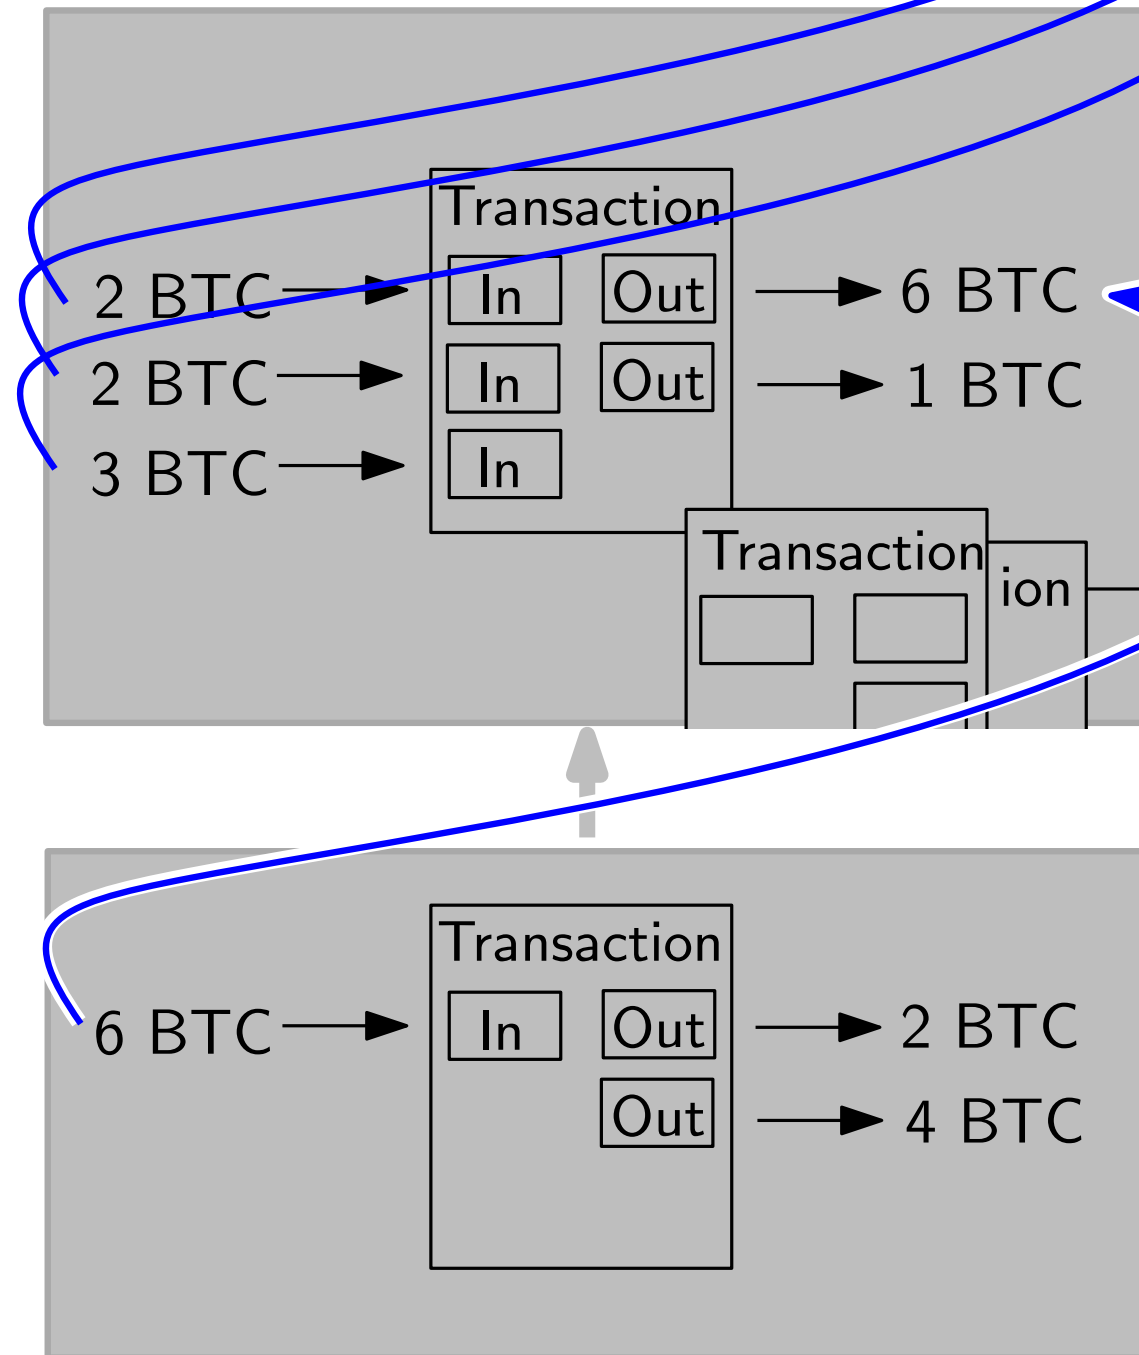 Transaction
2 BTC In Out 6 BTC
2 BTC In Out 1 BTC
3 BTC In
Transaction
ion
Transaction
6 BTC In Out 2 BTC
Out 4 BTC